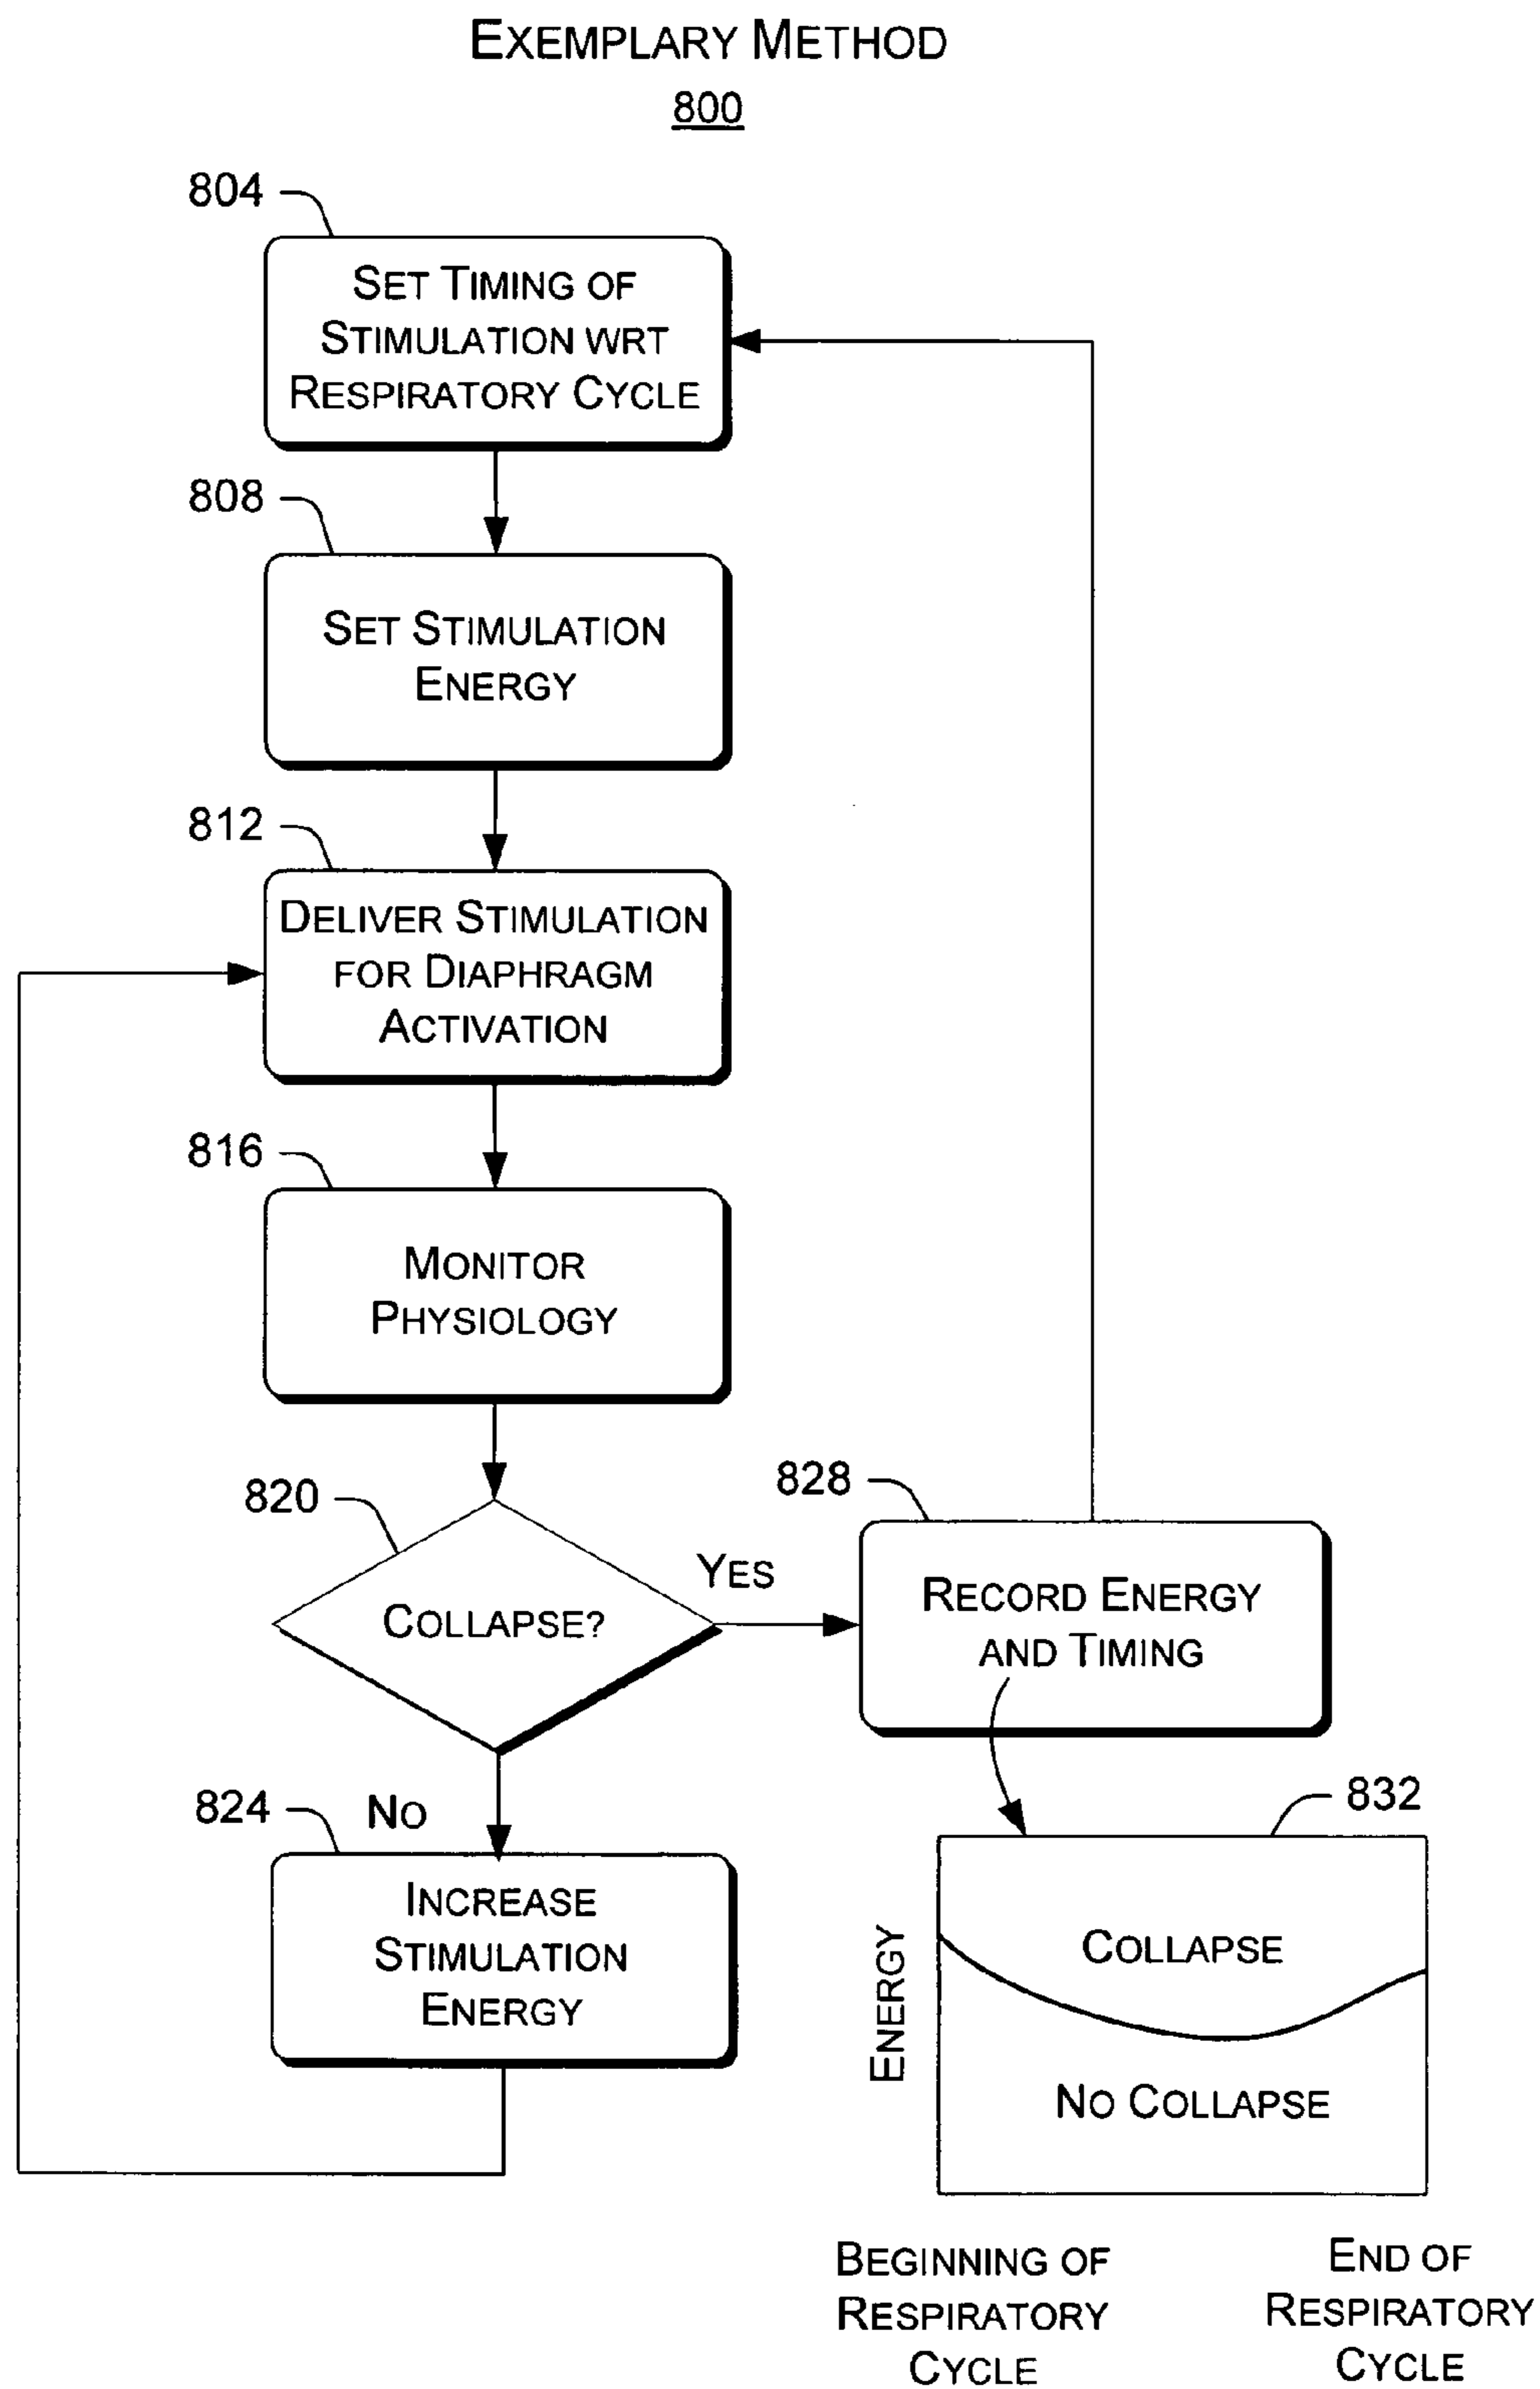 EXEMPLARY METHOD
800
804
SET TIMING OF
STIMULATION WRT
RESPIRATORY CYCLE
808
SET STIMULATION
ENERGY
812
DELIVER STIMULATION
FOR DIAPHRAGM
ACTIVATION
816
MONITOR
PHYSIOLOGY
820
COLLAPSE?
YES
828
RECORD ENERGY
AND TIMING
NO
824
INCREASE
STIMULATION
ENERGY
832
ENERGY
COLLAPSE
NO COLLAPSE
BEGINNING OF
RESPIRATORY
CYCLE
END OF
RESPIRATORY
CYCLE